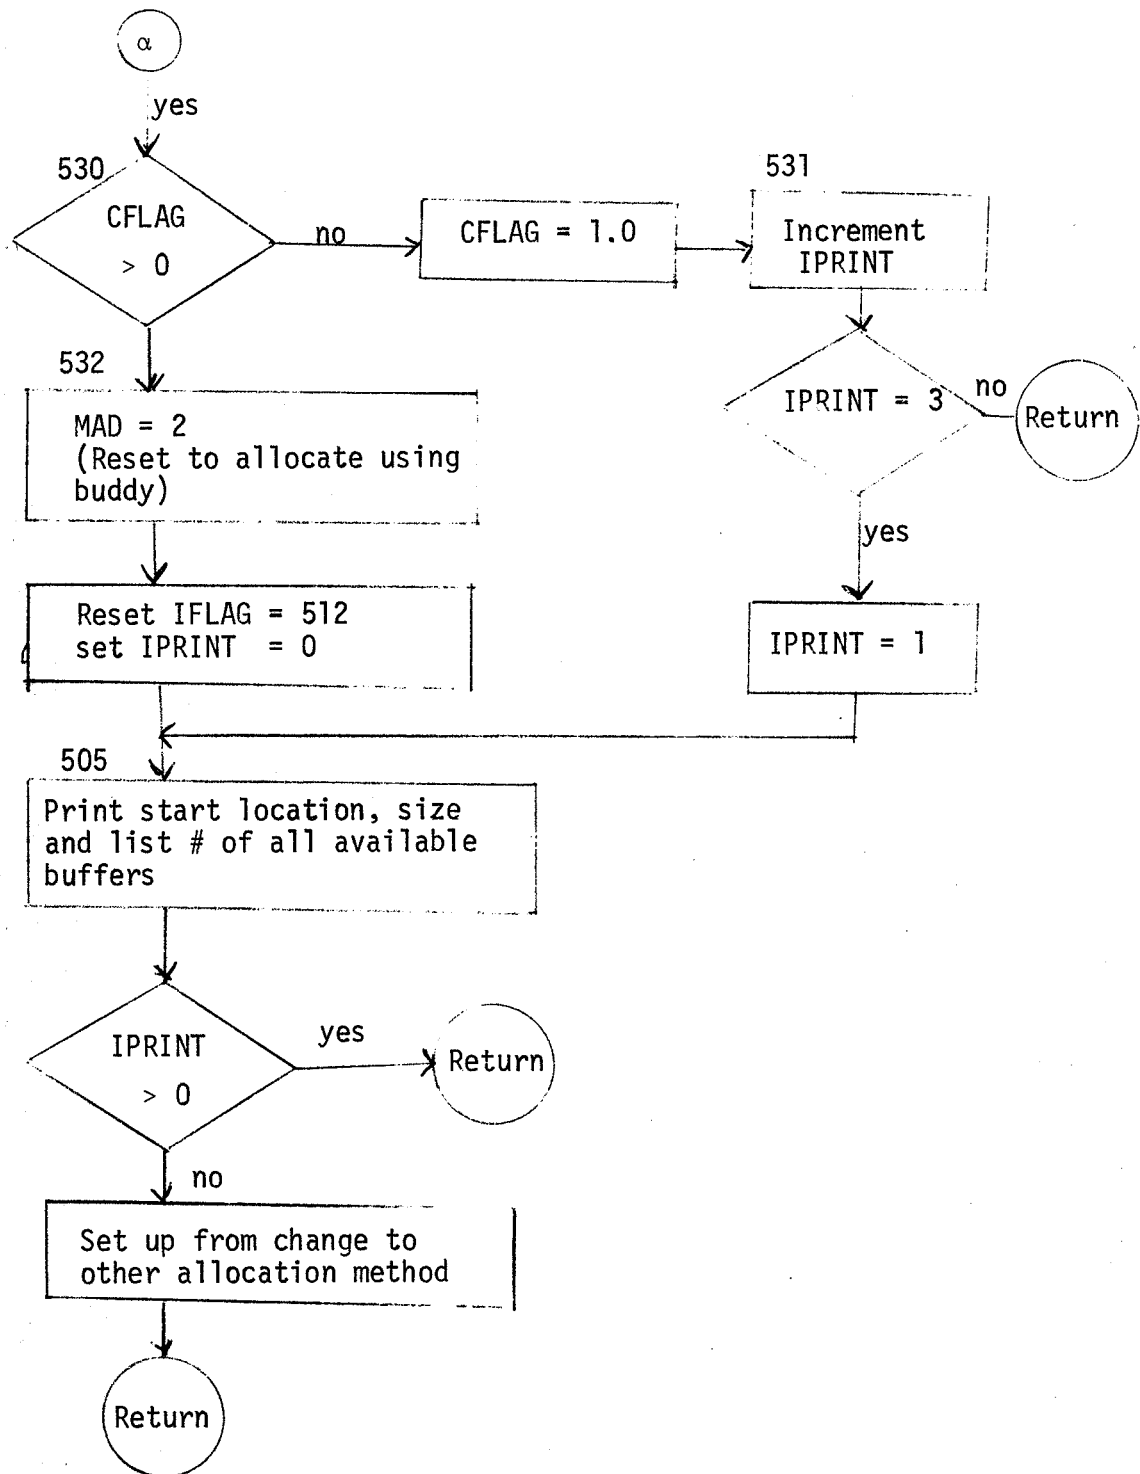 α
yes
530
CFLAG
> 0
no
CFLAG = 1.0
531
Increment
IPRINT
532
MAD = 2
(Reset to allocate using
buddy)
IPRINT = 3
no
Return
yes
Reset IFLAG = 512
set IPRINT = 0
IPRINT = 1
505
Print start location, size
and list # of all available
buffers
IPRINT
> 0
yes
Return
no
Set up from change to
other allocation method
Return